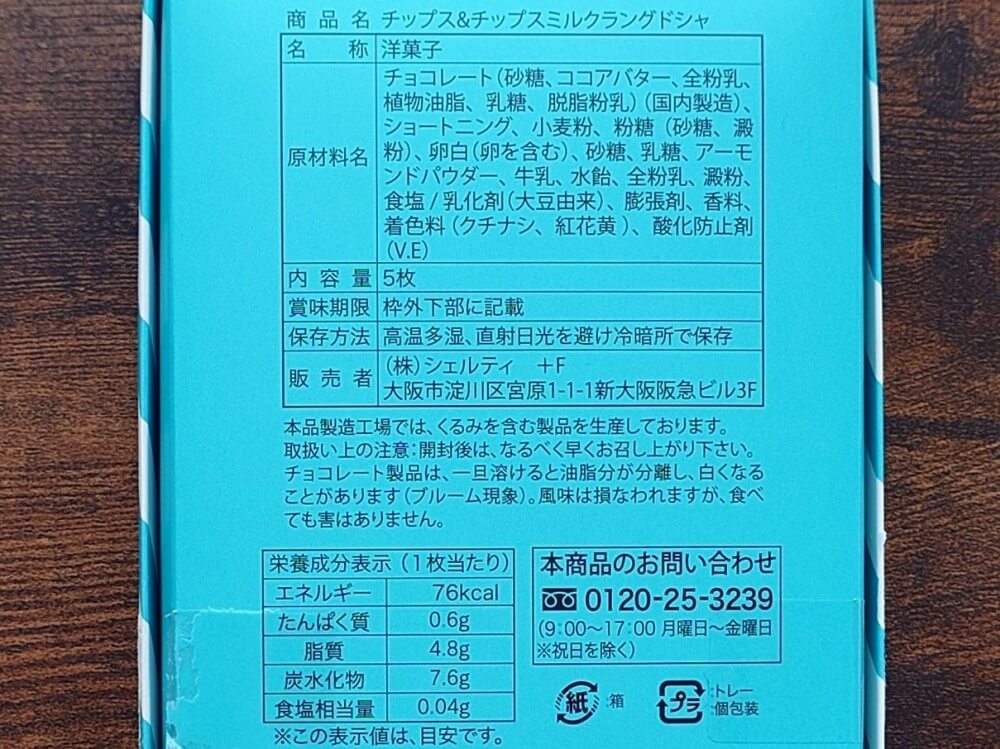 商品名 チップス&チップスミルクラングドシャ
名称 洋菓子
原材料名 チョコレート(砂糖、ココアバター、全粉乳、
植物油脂、乳糖、脱脂粉乳)(国内製造)、
ショートニング、小麦粉、粉糖(砂糖、澱
粉)、卵白(卵を含む)、砂糖、乳糖、アーモ
ンドパウダー、牛乳、水飴、全粉乳、澱粉、
食塩/乳化剤(大豆由来)、膨張剤、香料、
着色料(クチナシ、紅花黄)、酸化防止剤
(V.E)
内容量 5枚
賞味期限 枠外下部に記載
保存方法 高温多湿、直射日光を避け冷暗所で保存
販売者 (株)シェルティ +F
大阪市淀川区宮原1-1-1新大阪阪急ビル3F
本品製造工場では、くるみを含む製品を生産しております。
取扱い上の注意:開封後は、なるべく早くお召し上がり下さい。
チョコレート製品は、一旦溶けると油脂分が分離し、白くなる
ことがあります(ブルーム現象)。風味は損なわれますが、食べ
ても害はありません。
栄養成分表示(1枚当たり)
エネルギー 76kcal
たんぱく質 0.6g
脂質 4.8g
炭水化物 7.6g
食塩相当量 0.04g
※この表示値は、目安です。
本商品のお問い合わせ
0120-25-3239
(9:00〜17:00 月曜日〜金曜日
※祝日を除く)
紙 :箱
プラ :トレー
:個包装